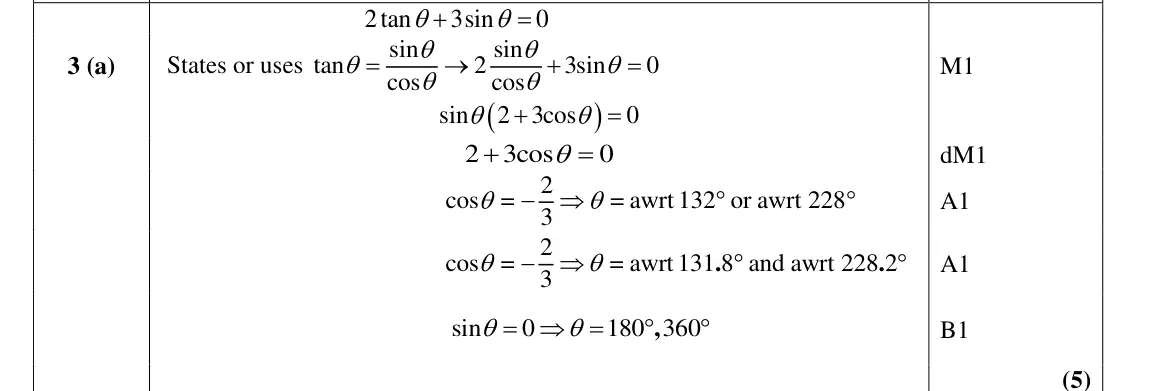 2 tan θ + 3 sin θ = 0
3 (a) States or uses tan θ = sin θ / cos θ → 2 sin θ / cos θ + 3sin θ = 0 M1
sin θ (2 + 3cos θ) = 0
2 + 3cos θ = 0 dM1
cos θ = −2/3 ⇒ θ = awrt 132° or awrt 228° A1
cos θ = −2/3 ⇒ θ = awrt 131.8° and awrt 228.2° A1
sin θ = 0 ⇒ θ = 180°, 360° B1
(5)